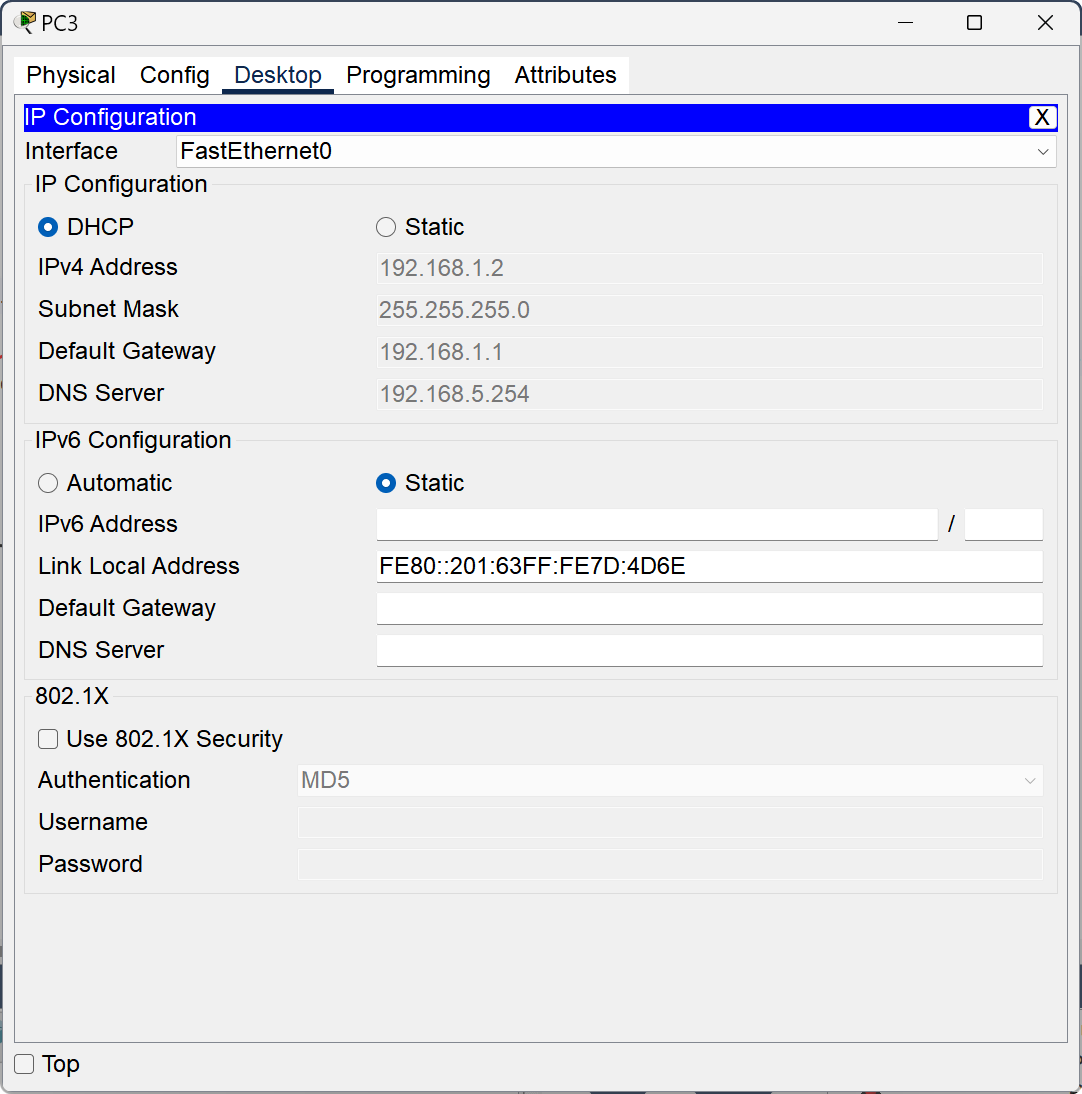 PC3
Physical Config Desktop Programming Attributes
IP Configuration X
Interface FastEthernet0
IP Configuration
DHCP Static
IPv4 Address 192.168.1.2
Subnet Mask 255.255.255.0
Default Gateway 192.168.1.1
DNS Server 192.168.5.254
IPv6 Configuration
Automatic Static
IPv6 Address /
Link Local Address FE80::201:63FF:FE7D:4D6E
Default Gateway
DNS Server
802.1X
Use 802.1X Security
Authentication MD5
Username
Password
Top